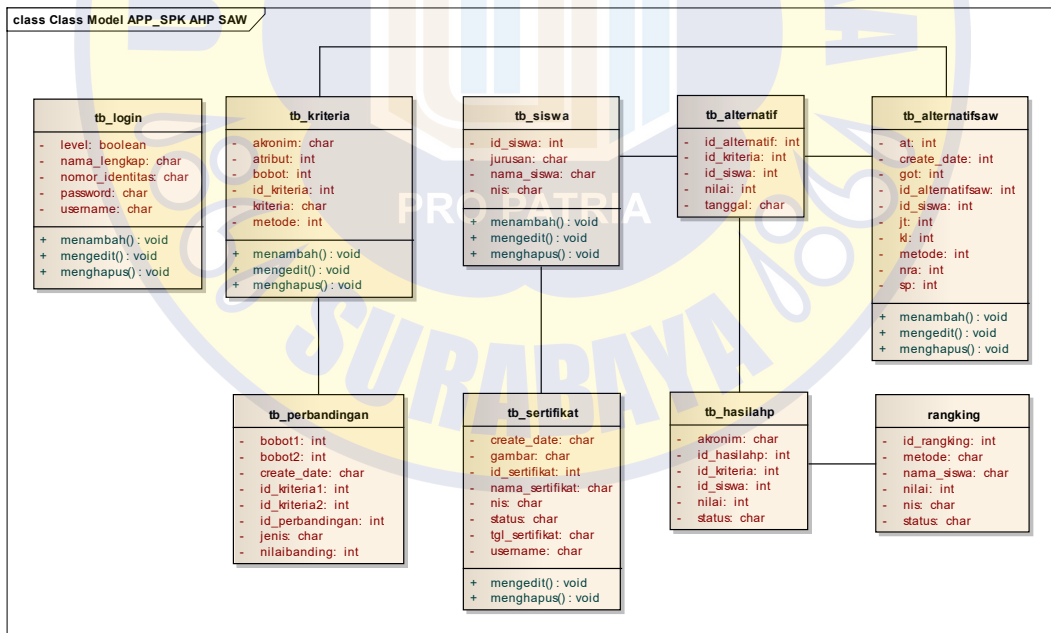 class Class Model APP_SPK AHP SAW
tb_login
- level: boolean
- nama_lengkap: char
- nomor_identitas: char
- password: char
- username: char
+ menambah() : void
+ mengedit() : void
+ menghapus() : void
tb_kriteria
- akronim: char
- atribut: int
- bobot: int
- id_kriteria: int
- kriteria: char
- metode: int
+ menambah() : void
+ mengedit() : void
+ menghapus() : void
tb_siswa
- id_siswa: int
- jurusan: char
- nama_siswa: char
- nis: char
+ menambah() : void
+ mengedit() : void
+ menghapus() : void
tb_alternatif
- id_alternatif: int
- id_kriteria: int
- id_siswa: int
- nilai: int
- tanggal: char
tb_alternatifsaw
- at: int
- create_date: int
- got: int
- id_alternatifsaw: int
- id_siswa: int
- jt: int
- kl: int
- metode: int
- nra: int
- sp: int
+ menambah() : void
+ mengedit() : void
+ menghapus() : void
PRO PATRIA
SURABAYA
tb_perbandingan
- bobot1: int
- bobot2: int
- create_date: char
- id_kriteria1: int
- id_kriteria2: int
- id_perbandingan: int
- jenis: char
- nilaibanding: int
tb_sertifikat
- create_date: char
- gambar: char
- id_sertifikat: int
- nama_sertifikat: char
- nis: char
- status: char
- tgl_sertifikat: char
- username: char
+ mengedit() : void
+ menghapus() : void
tb_hasilahp
- akronim: char
- id_hasilahp: int
- id_kriteria: int
- id_siswa: int
- nilai: int
- status: char
rangking
- id_rangking: int
- metode: char
- nama_siswa: char
- nilai: int
- nis: char
- status: char